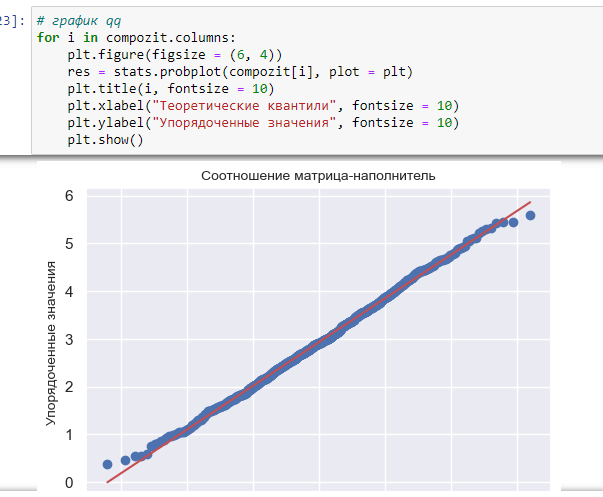 23]: # график qq
for i in compozit.columns:
plt.figure(figsize = (6, 4))
res = stats.probplot(compozit[i], plot = plt)
plt.title(i, fontsize = 10)
plt.xlabel("Теоретические квантили", fontsize = 10)
plt.ylabel("Упорядоченные значения", fontsize = 10)
plt.show()
Соотношение матрица-наполнитель
Упорядоченные значения
6
5
4
3
2
1
0